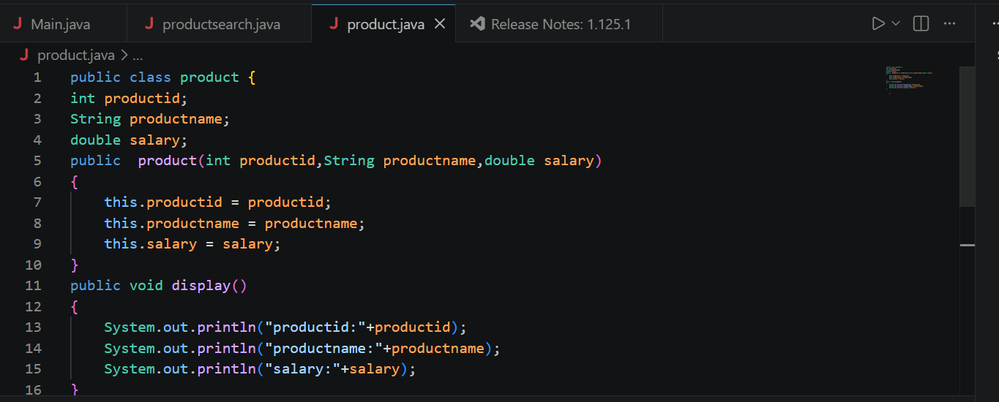 Main.java productsearch.java product.java Release Notes: 1.125.1
product.java > ...
1 public class product {
2 int productid;
3 String productname;
4 double salary;
5 public  product(int productid,String productname,double salary)
6 {
7     this.productid = productid;
8     this.productname = productname;
9     this.salary = salary;
10 }
11 public void display()
12 {
13     System.out.println("productid:"+productid);
14     System.out.println("productname:"+productname);
15     System.out.println("salary:"+salary);
16 }